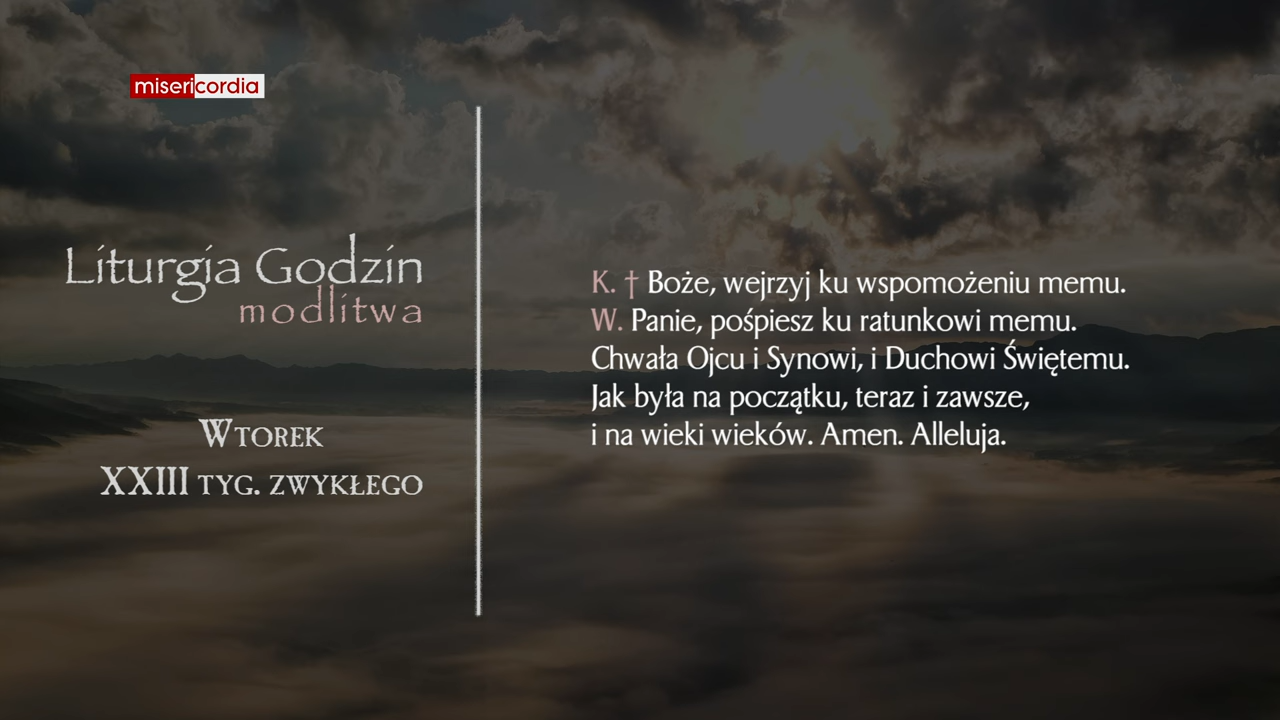 misericordia
Liturgia Godzin
modlitwa
Wtorek
XXIII tyg. zwykłego
K. † Boże, wejrzyj ku wspomożeniu memu.
W. Panie, pośpiesz ku ratunkowi memu.
Chwała Ojcu i Synowi, i Duchowi Świętemu.
Jak była na początku, teraz i zawsze,
i na wieki wieków. Amen. Alleluja.